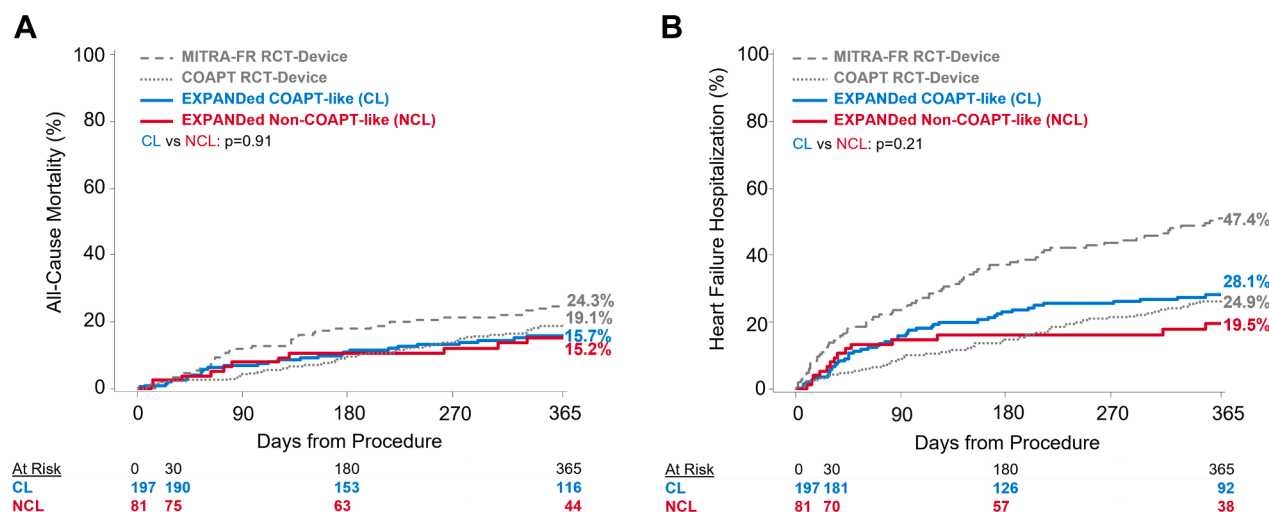 A
100
80
60
40
20
0
All-Cause Mortality (%)
MITRA-FR RCT-Device
COAPT RCT-Device
EXPANDed COAPT-like (CL)
EXPANDed Non-COAPT-like (NCL)
CL vs NCL: p=0.91
24.3%
19.1%
15.7%
15.2%
0 90 180 270 365
Days from Procedure
At Risk 0 30 180 365
CL 197 190 153 116
NCL 81 75 63 44
B
100
80
60
40
20
0
Heart Failure Hospitalization (%)
MITRA-FR RCT-Device
COAPT RCT-Device
EXPANDed COAPT-like (CL)
EXPANDed Non-COAPT-like (NCL)
CL vs NCL: p=0.21
47.4%
28.1%
24.9%
19.5%
0 90 180 270 365
Days from Procedure
At Risk 0 30 180 365
CL 197 181 126 92
NCL 81 70 57 38